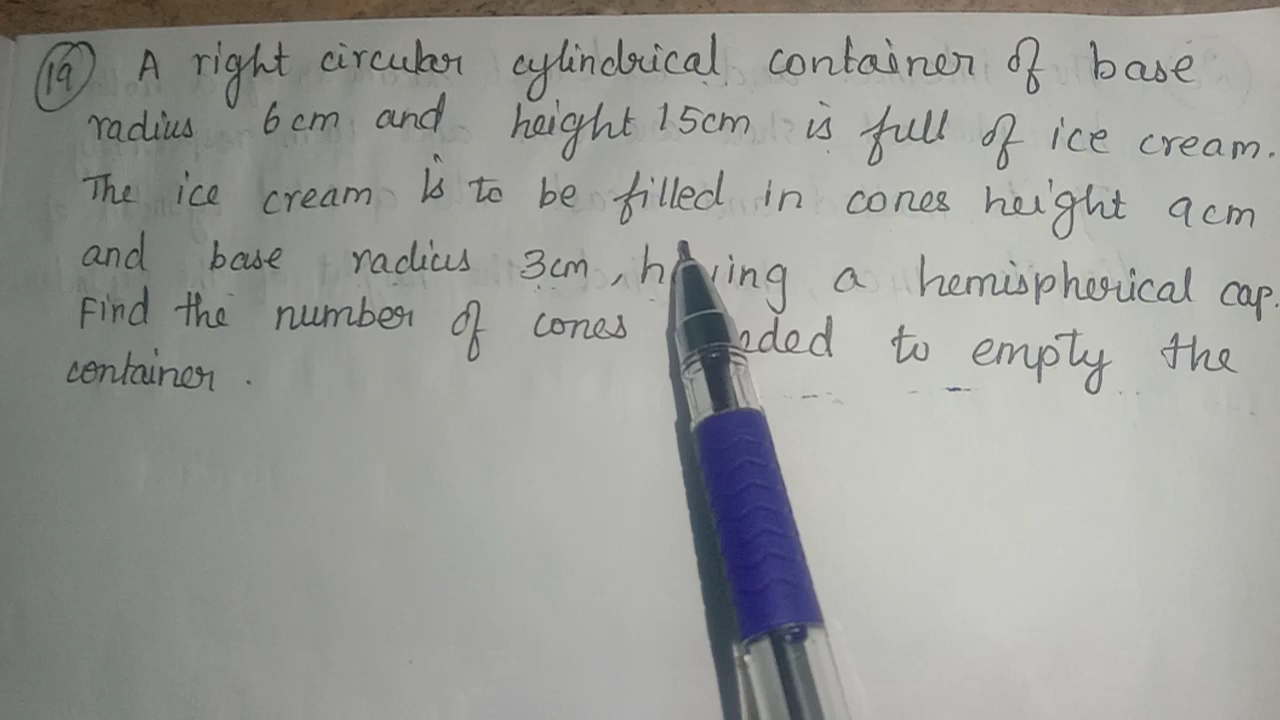 19 A right circular cylindrical container of base
radius 6cm and height 15cm is full of ice cream.
The ice cream is to be filled in cones height 9cm
and base radius 3cm, having a hemispherical cap.
Find the number of cones needed to empty the
container.